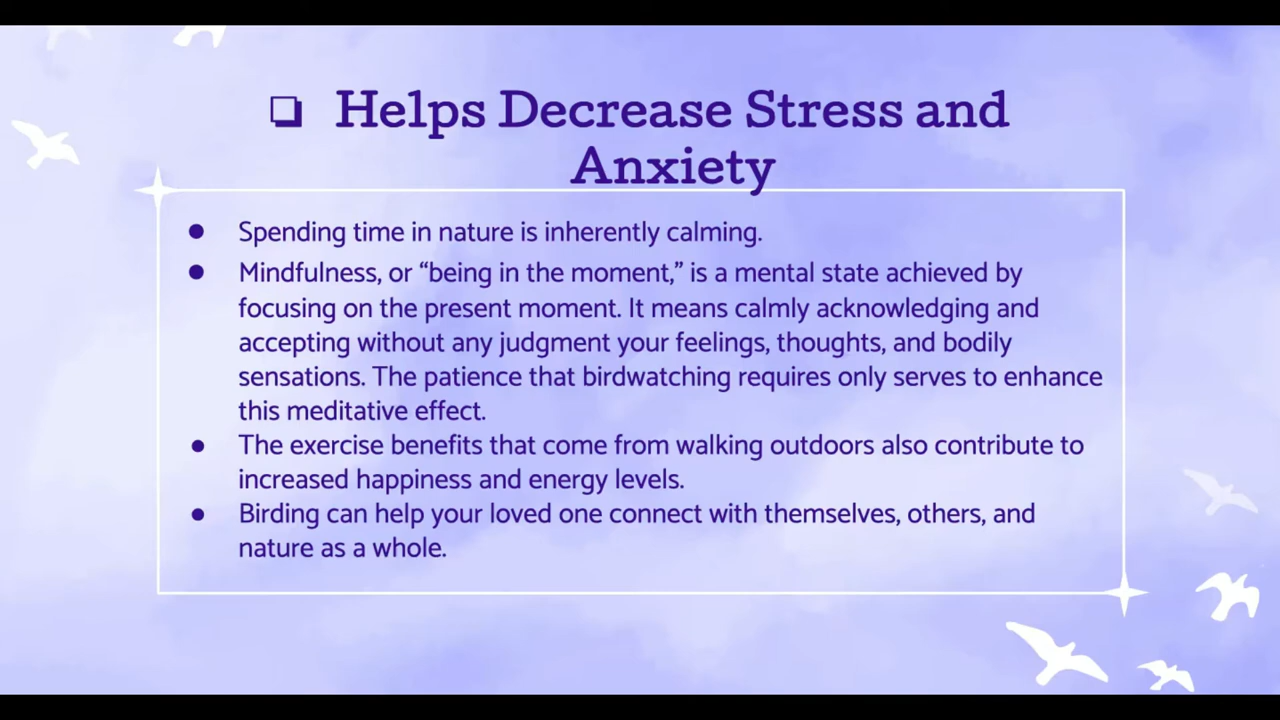 ❏ Helps Decrease Stress and
Anxiety
● Spending time in nature is inherently calming.
● Mindfulness, or “being in the moment,” is a mental state achieved by
focusing on the present moment. It means calmly acknowledging and
accepting without any judgment your feelings, thoughts, and bodily
sensations. The patience that birdwatching requires only serves to enhance
this meditative effect.
● The exercise benefits that come from walking outdoors also contribute to
increased happiness and energy levels.
● Birding can help your loved one connect with themselves, others, and
nature as a whole.